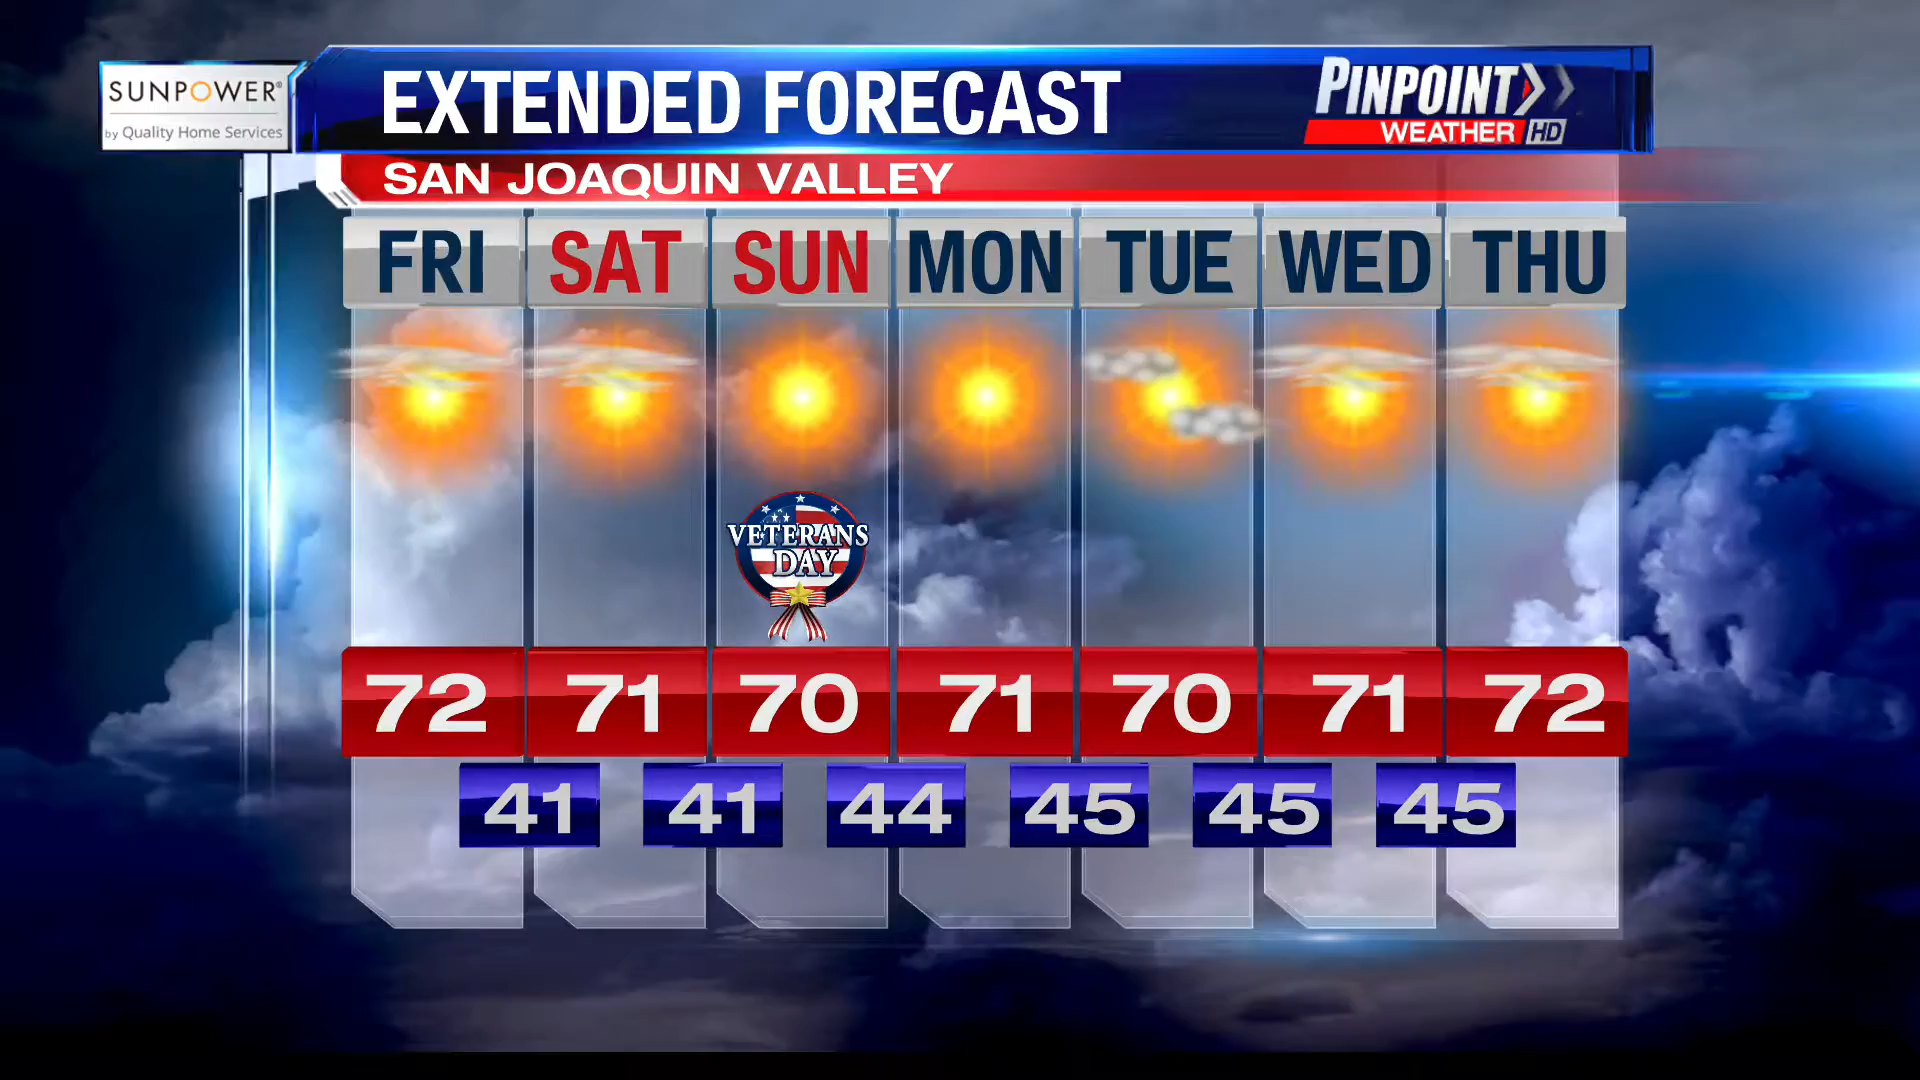 SUNPOWER®
by Quality Home Services
EXTENDED FORECAST
PINPOINT
WEATHER HD
SAN JOAQUIN VALLEY
FRI SAT SUN MON TUE WED THU
VETERANS
DAY
72 71 70 71 70 71 72
41 41 44 45 45 45